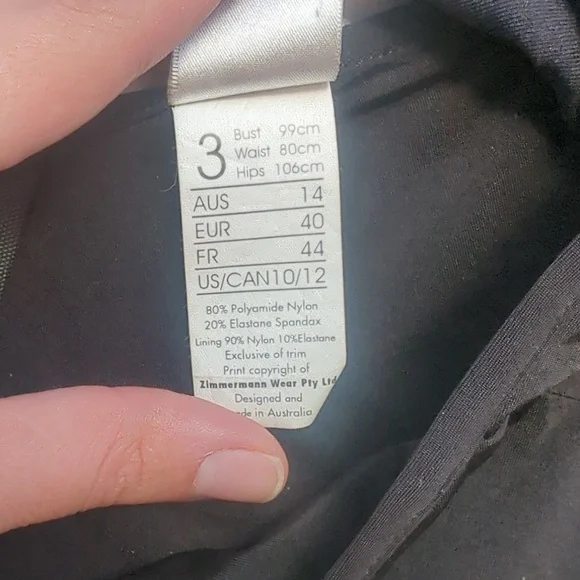 3
Bust 99cm
Waist 80cm
Hips 106cm
AUS 14
EUR 40
FR 44
US/CAN10/12
80% Polyamide Nylon
20% Elastane Spandax
Lining 90% Nylon 10%Elastane
Exclusive of trim
Print copyright of
Zimmermann Wear Pty Ltd
Designed and
de in Australia